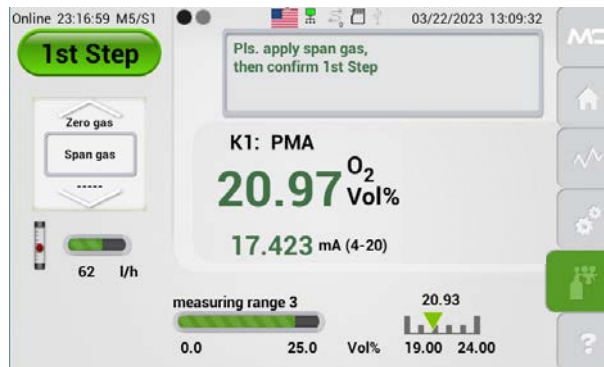 Online 23:16:59 M5/S1
03/22/2023 13:09:32
1st Step
Pls. apply span gas,
then confirm 1st Step
Zero gas
Span gas
-----
62 l/h
K1: PMA
20.97 O2 Vol%
17.423 mA (4-20)
measuring range 3
0.0 25.0 Vol%
20.93
19.00 24.00
?